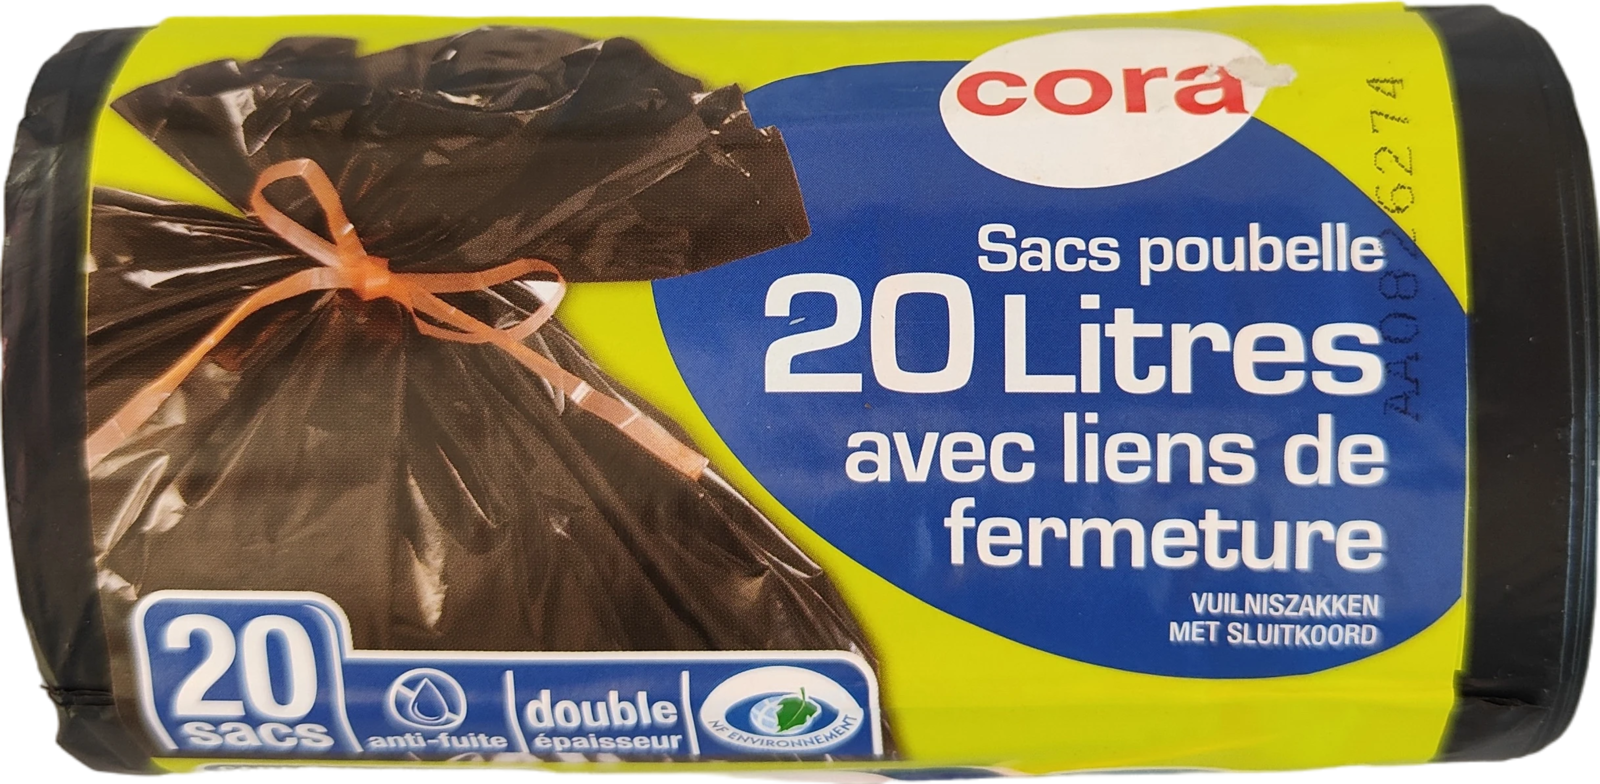 cora
Sacs poubelle
20 Litres
avec liens de
fermeture
VUILNISZAKKEN
MET SLUITKOORD
20
sacs
anti-fuite
double
épaisseur
NF ENVIRONNEMENT